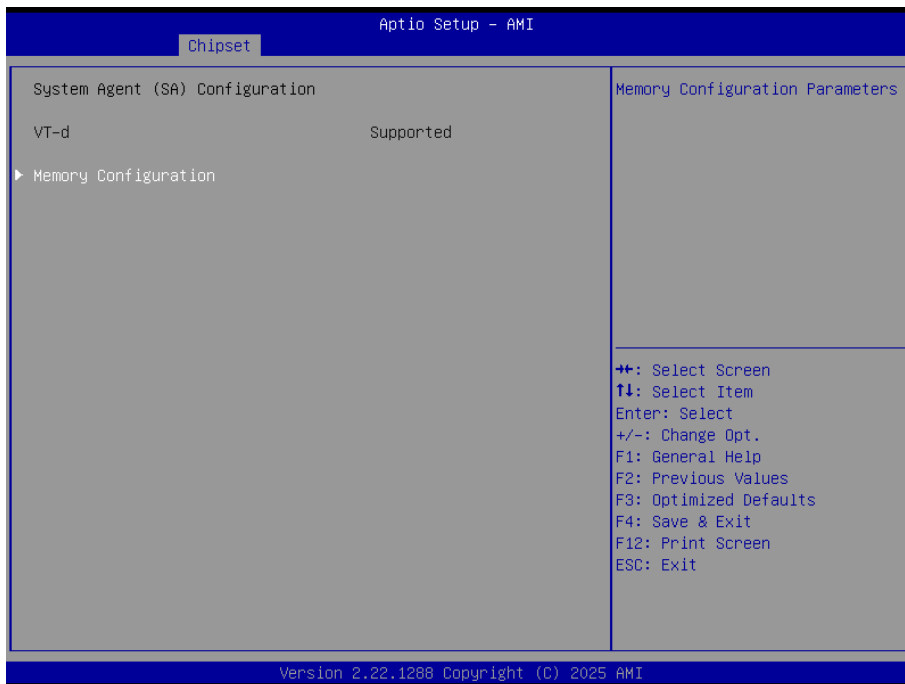 Aptio Setup – AMI
Chipset
System Agent (SA) Configuration
VT-d Supported
▶ Memory Configuration
Memory Configuration Parameters
→←: Select Screen
↑↓: Select Item
Enter: Select
+/-: Change Opt.
F1: General Help
F2: Previous Values
F3: Optimized Defaults
F4: Save & Exit
F12: Print Screen
ESC: Exit
Version 2.22.1288 Copyright (C) 2025 AMI